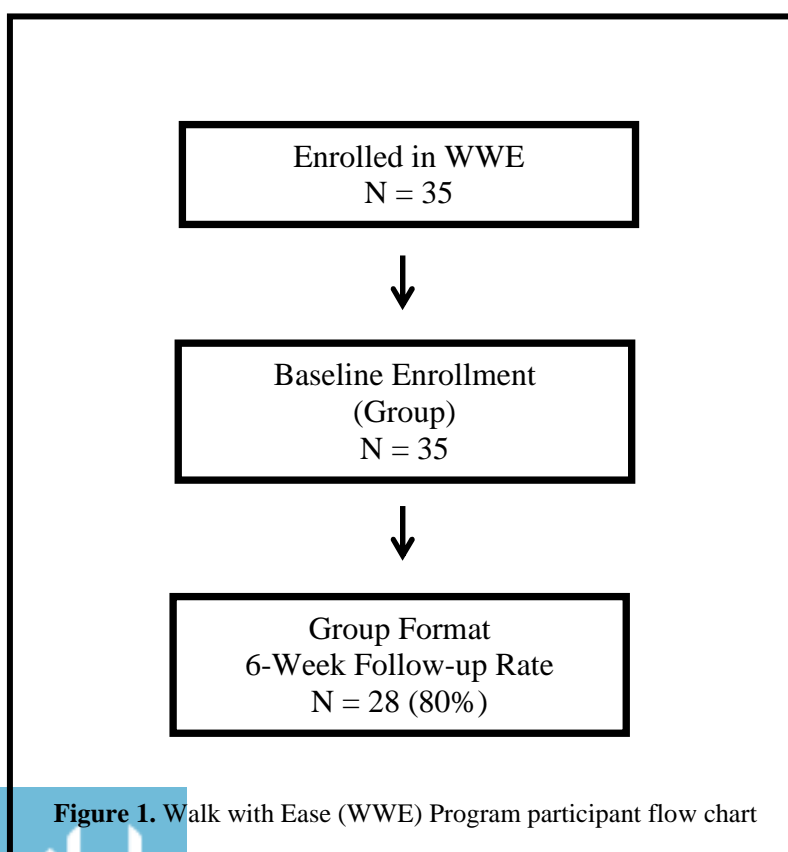 Enrolled in WWE
N = 35
Baseline Enrollment
(Group)
N = 35
Group Format
6-Week Follow-up Rate
N = 28 (80%)
Figure 1. Walk with Ease (WWE) Program participant flow chart